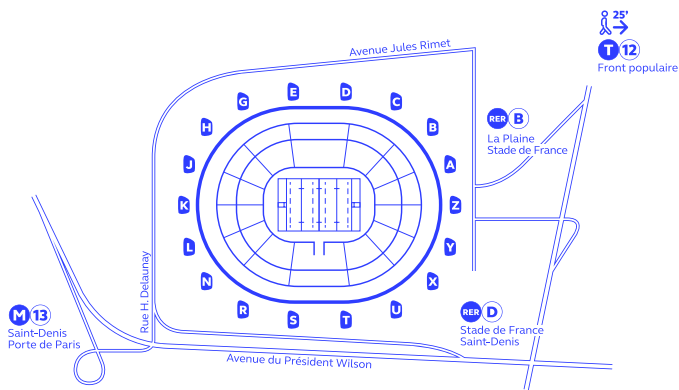 25'
T 12
Front populaire
Avenue Jules Rimet
E
D
G
C
H
B
RER B
La Plaine
Stade de France
J
A
K
Z
L
Y
N
X
R
U
S
T
Rue H. Delaunay
M 13
Saint-Denis
Porte de Paris
RER D
Stade de France
Saint-Denis
Avenue du Président Wilson